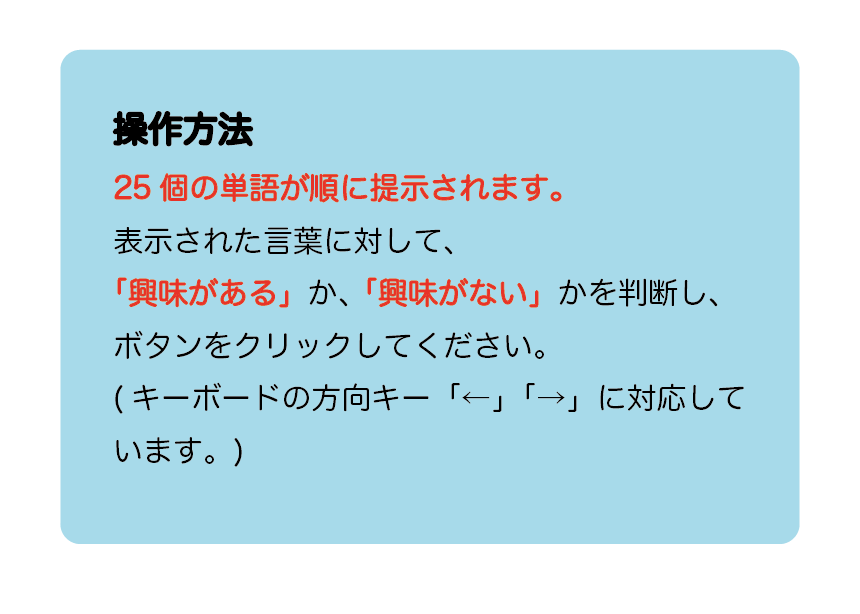 操作方法
25 個の単語が順に提示されます。
表示された言葉に対して、
「興味がある」か、「興味がない」かを判断し、
ボタンをクリックしてください。
( キーボードの方向キー「←」「→」に対応して
います。)